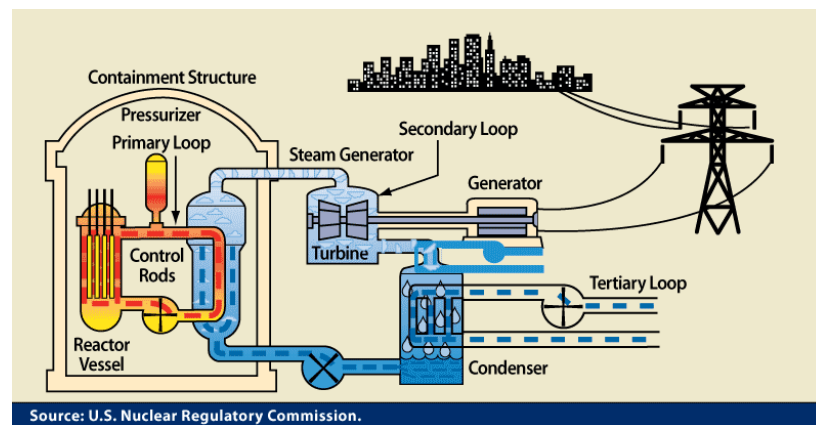 Containment Structure
Pressurizer
Primary Loop
Secondary Loop
Steam Generator
Generator
Control
Rods
Turbine
Tertiary Loop
Reactor
Vessel
Condenser
Source: U.S. Nuclear Regulatory Commission.